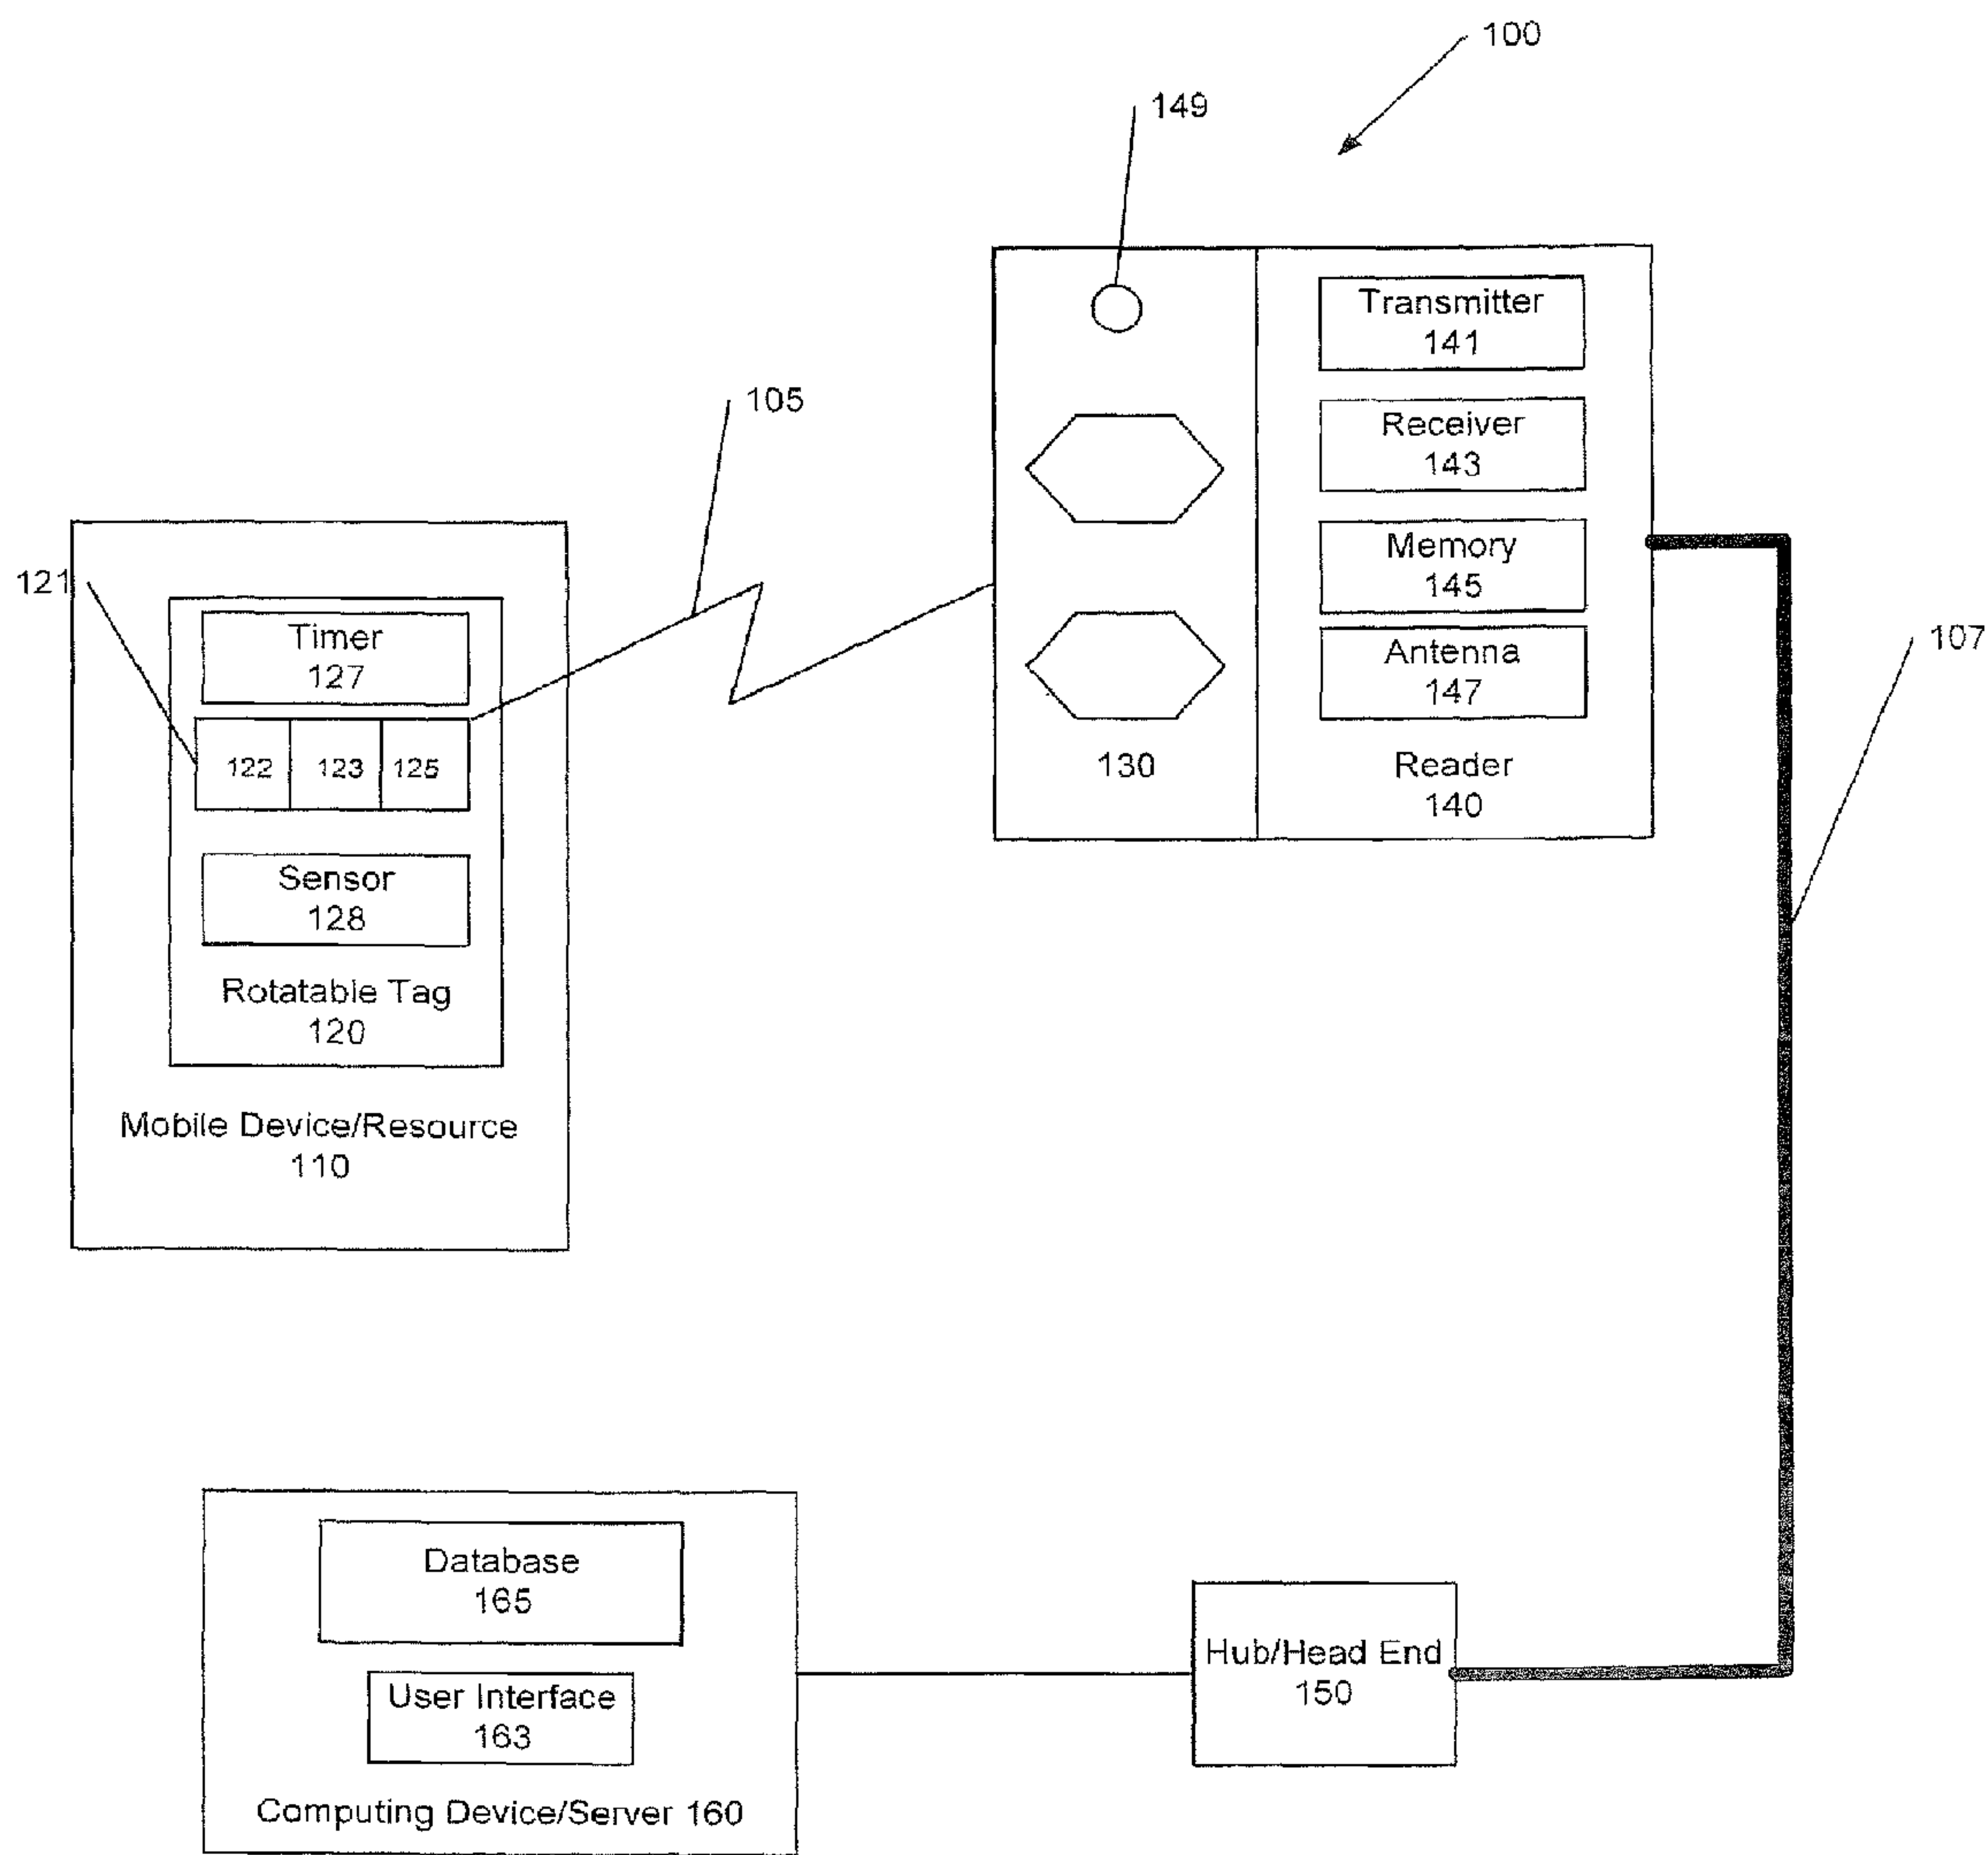 100
149
Transmitter
141
105
Receiver
143
Memory
145
121
Timer
127
Antenna
147
107
122 123 125
130
Reader
140
Sensor
128
Rotatable Tag
120
Mobile Device/Resource
110
Database
165
Hub/Head End
150
User Interface
163
Computing Device/Server 160